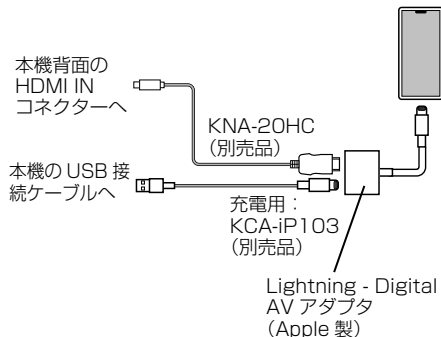 本機背面の
HDMI IN
コネクターへ
KNA-20HC
（別売品）
本機の USB 接
続ケーブルへ
充電用：
KCA-iP103
（別売品）
Lightning - Digital
AV アダプタ
（Apple 製）